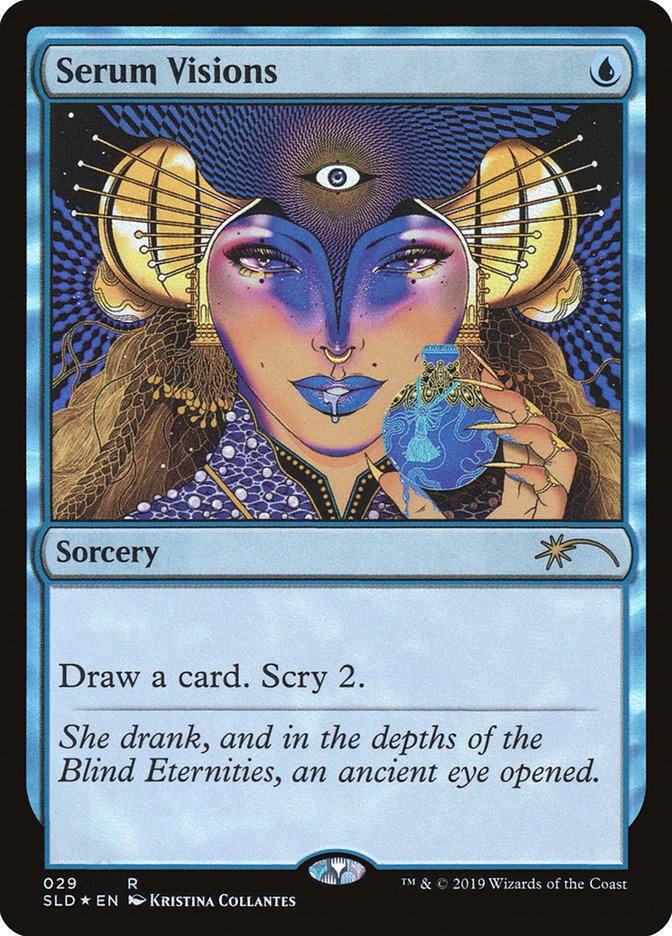 Serum Visions
Sorcery
Draw a card. Scry 2.
She drank, and in the depths of the
Blind Eternities, an ancient eye opened.
029 R
SLD ★ EN Kristina Collantes
™ & © 2019 Wizards of the Coast